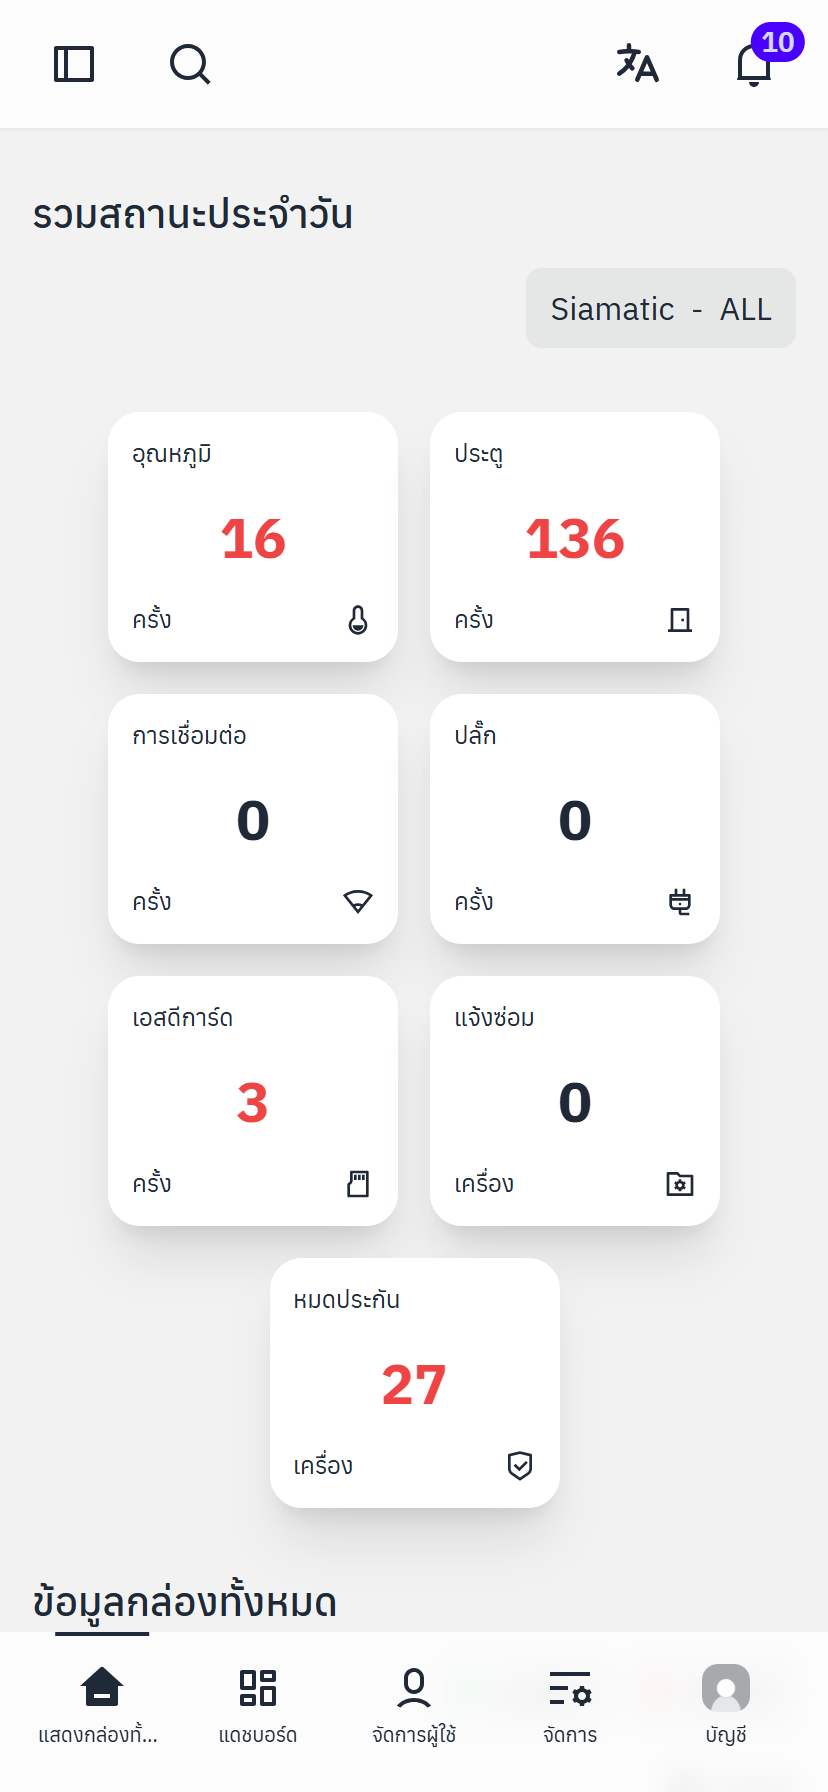 10
รวมสถานะประจำวัน
Siamatic - ALL
อุณหภูมิ
16
ครั้ง
ประตู
136
ครั้ง
การเชื่อมต่อ
0
ครั้ง
ปลั๊ก
0
ครั้ง
เอสดีการ์ด
3
ครั้ง
แจ้งซ่อม
0
เครื่อง
หมดประกัน
27
เครื่อง
ข้อมูลกล่องทั้งหมด
แสดงกล่องทั้...
แดชบอร์ด
จัดการผู้ใช้
จัดการ
บัญชี